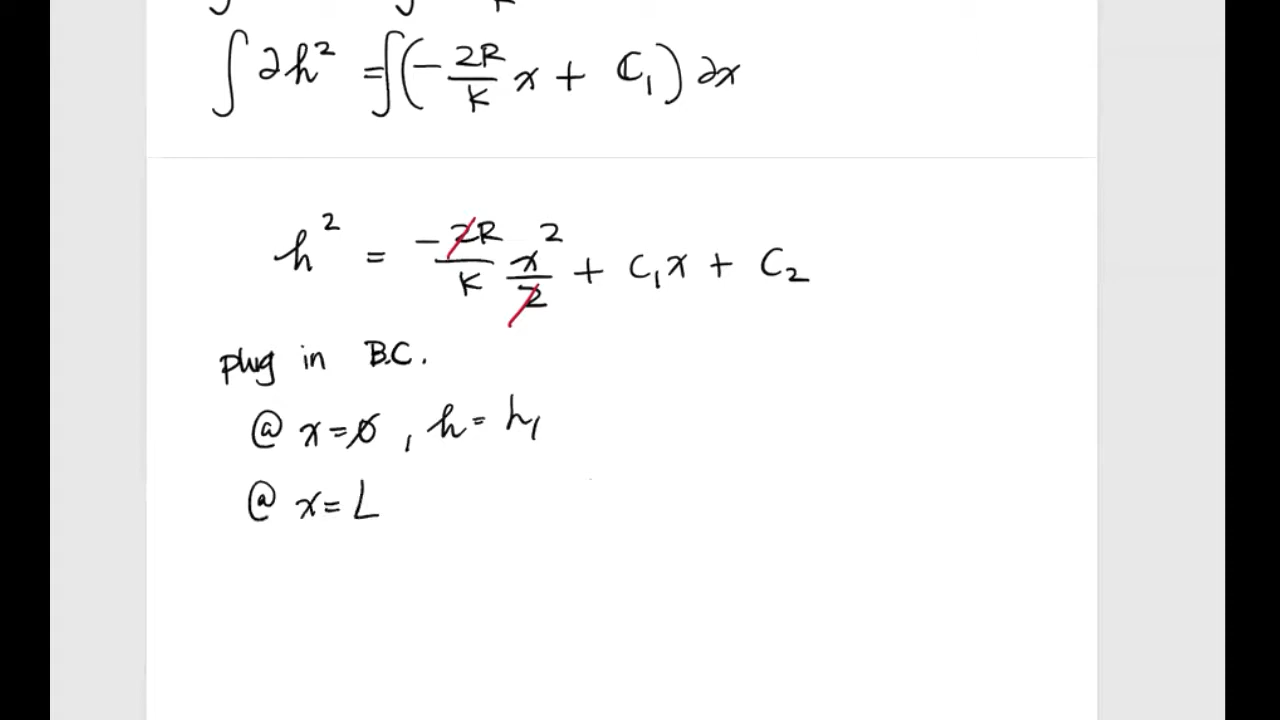 ∫ ∂h² = ∫(-2R/K x + C₁) ∂x
h² = -2R/K x²/2 + C₁x + C₂
plug in B.C.
@ x=0, h=h₁
@ x=L